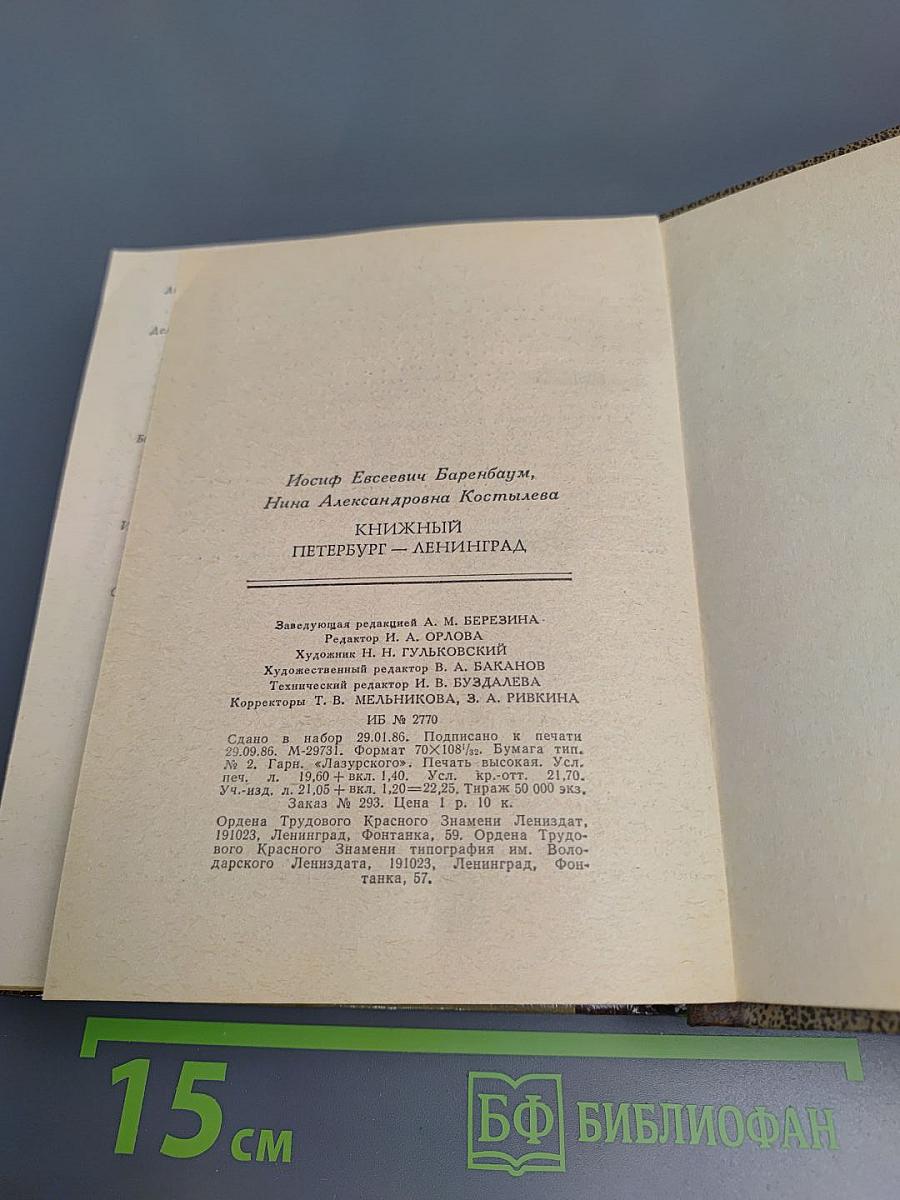 Иосиф Евсеевич Баренбаум,
Нина Александровна Костылева
КНИЖНЫЙ
ПЕТЕРБУРГ — ЛЕНИНГРАД
Заведующая редакцией А. М. БЕРЕЗИНА
Редактор И. А. ОРЛОВА
Художник Н. Н. ГУЛЬКОВСКИЙ
Художественный редактор В. А. БАКАНОВ
Технический редактор И. В. БУЗДАЛЕВА
Корректоры Т. В. МЕЛЬНИКОВА, З. А. РИВКИНА
ИБ № 2770
Сдано в набор 29.01.86. Подписано к печати
29.09.86. М-29731. Формат 70×108¹/₃₂. Бумага тип.
№ 2. Гарн. «Лазурского». Печать высокая. Усл.
печ. л. 19,60 + вкл. 1,40. Усл. кр.-отт. 21,70.
Уч.-изд. л. 21,05 + вкл. 1,20=22,25. Тираж 50 000 экз.
Заказ № 293. Цена 1 р. 10 к.
Ордена Трудового Красного Знамени Лениздат,
191023, Ленинград, Фонтанка, 59. Ордена Трудо-
вого Красного Знамени типография им. Воло-
дарского Лениздата, 191023, Ленинград, Фон-
танка, 57.
15 см
БФ БИБЛИОФАН